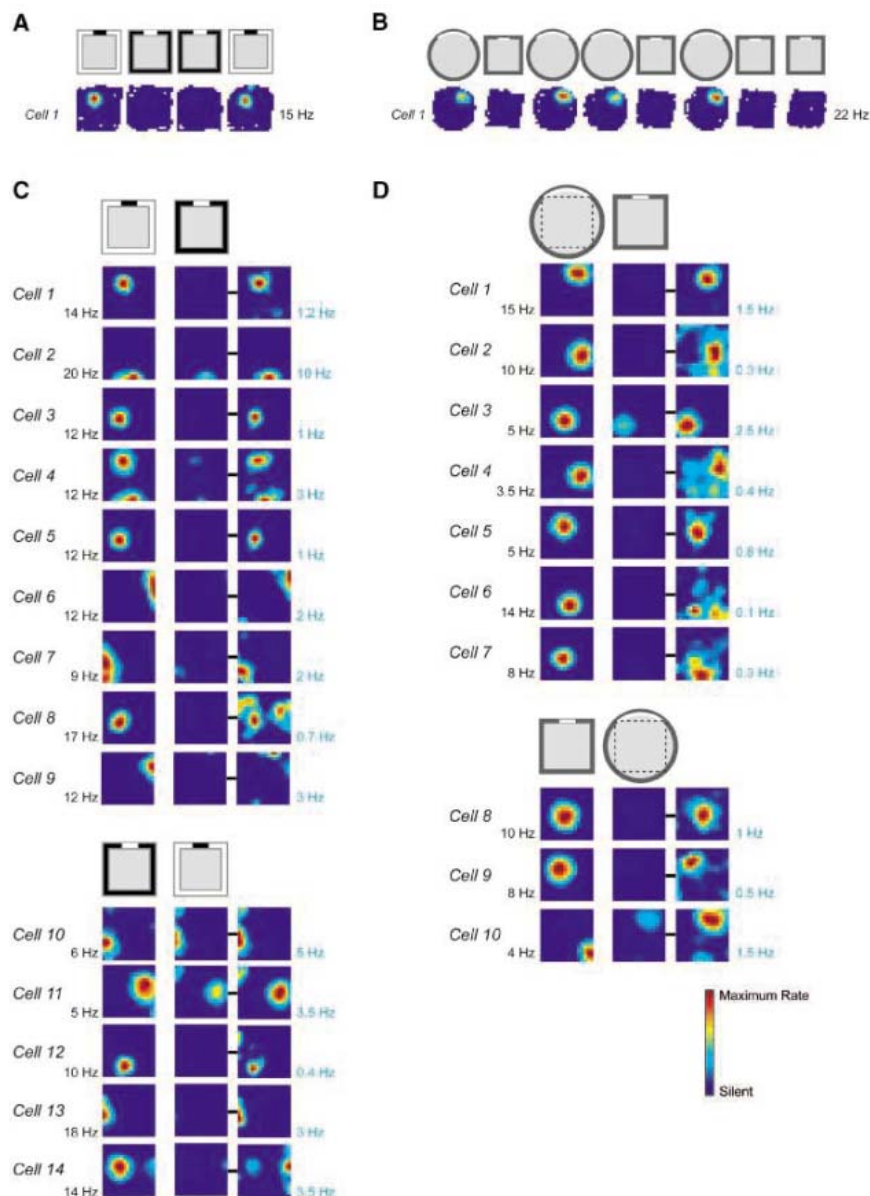 A
B
Cell 1 15 Hz
Cell 1 22 Hz
C
Cell 1 14 Hz 1.2 Hz
Cell 2 20 Hz 10 Hz
Cell 3 12 Hz 1 Hz
Cell 4 12 Hz 3 Hz
Cell 5 12 Hz 1 Hz
Cell 6 12 Hz 2 Hz
Cell 7 9 Hz 2 Hz
Cell 8 17 Hz 0.7 Hz
Cell 9 12 Hz 3 Hz
Cell 10 6 Hz 5 Hz
Cell 11 5 Hz 3.5 Hz
Cell 12 10 Hz 0.4 Hz
Cell 13 18 Hz 3 Hz
Cell 14 14 Hz 3.5 Hz
D
Cell 1 15 Hz 1.5 Hz
Cell 2 10 Hz 0.3 Hz
Cell 3 5 Hz 2.5 Hz
Cell 4 3.5 Hz 0.4 Hz
Cell 5 5 Hz 0.8 Hz
Cell 6 14 Hz 0.1 Hz
Cell 7 8 Hz 0.3 Hz
Cell 8 10 Hz 1 Hz
Cell 9 8 Hz 0.5 Hz
Cell 10 4 Hz 1.5 Hz
Maximum Rate
Silent